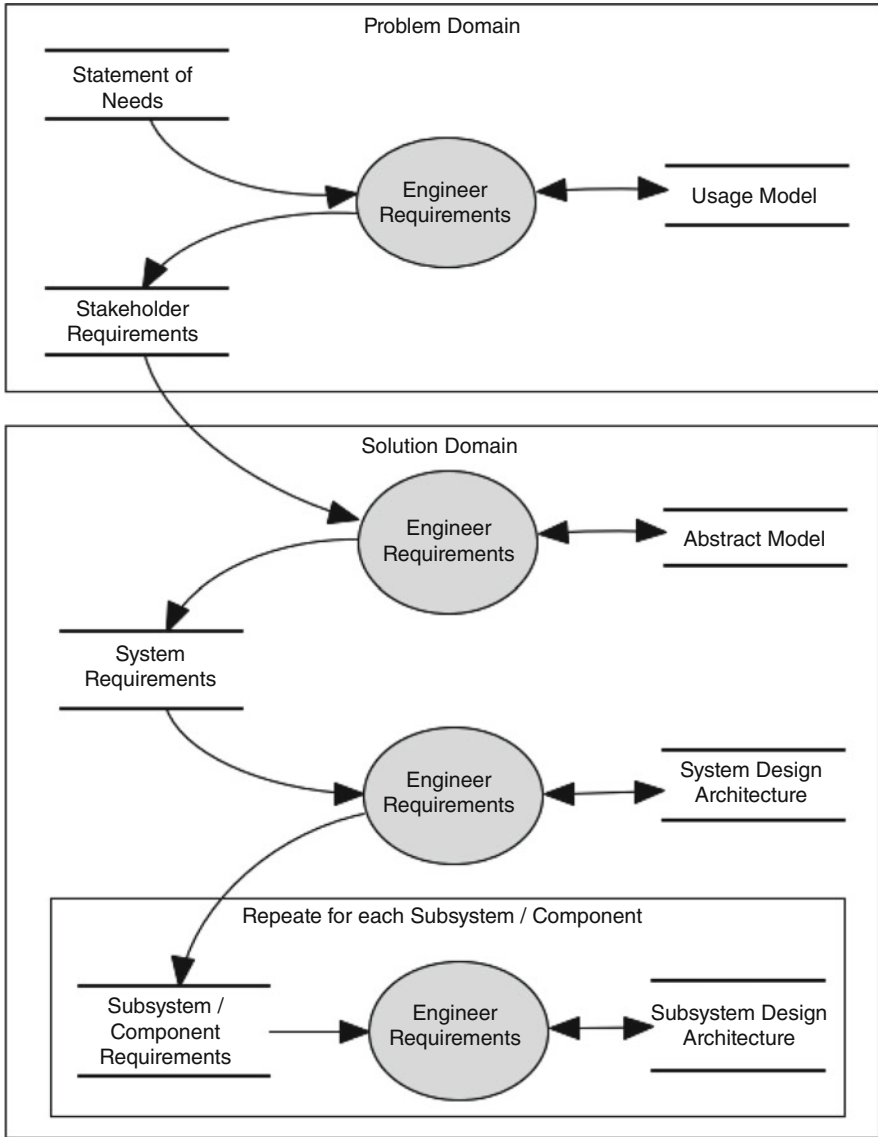 Problem Domain
Statement of
Needs
Engineer
Requirements
Usage Model
Stakeholder
Requirements
Solution Domain
Engineer
Requirements
Abstract Model
System
Requirements
Engineer
Requirements
System Design
Architecture
Repeate for each Subsystem / Component
Subsystem /
Component
Requirements
Engineer
Requirements
Subsystem Design
Architecture